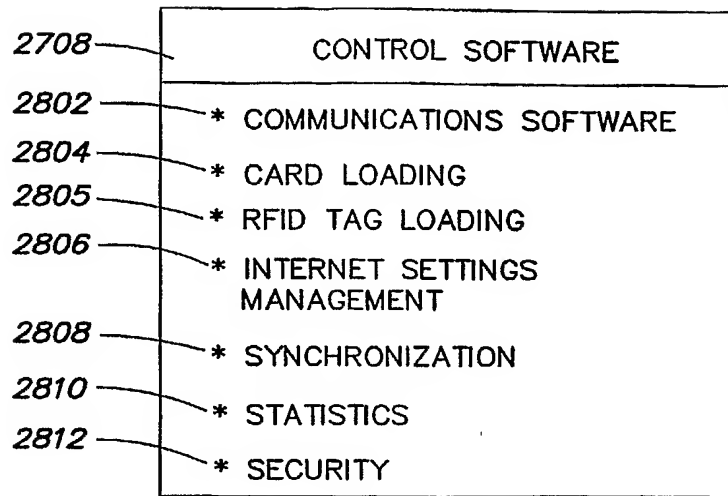 2708 CONTROL SOFTWARE
2802 * COMMUNICATIONS SOFTWARE
2804 * CARD LOADING
2805 * RFID TAG LOADING
2806 * INTERNET SETTINGS
MANAGEMENT
2808 * SYNCHRONIZATION
2810 * STATISTICS
2812 * SECURITY